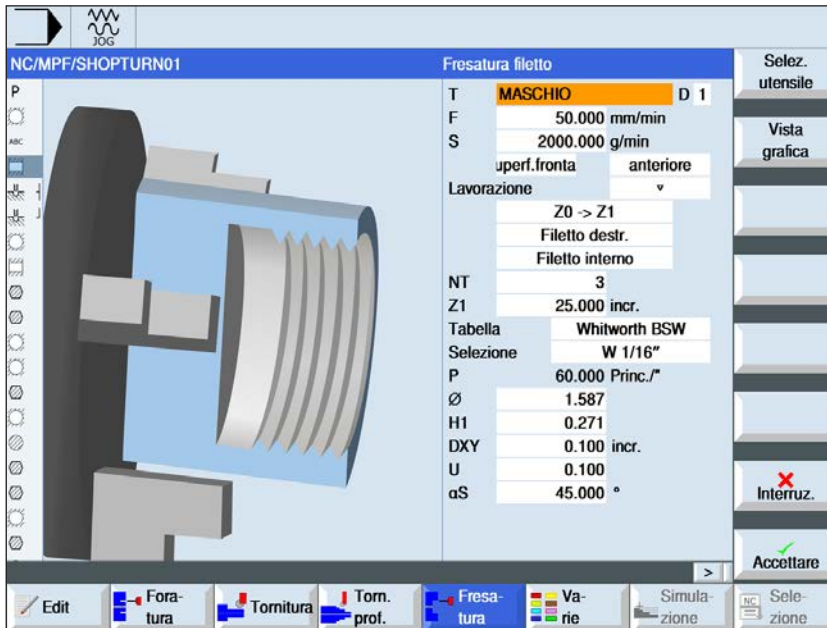 JOG
NC/MPF/SHOPTURN01
Fresatura filetto
P
ABC
T MASCHIO D 1
F 50.000 mm/min
S 2000.000 g/min
uperf.fronta anteriore
Lavorazione ▿
Z0 -> Z1
Filetto destr.
Filetto interno
NT 3
Z1 25.000 incr.
Tabella Whitworth BSW
Selezione W 1/16"
P 60.000 Princ./"
Ø 1.587
H1 0.271
DXY 0.100 incr.
U 0.100
αS 45.000 °
>
Selez.
utensile
Vista
grafica
Interruz.
Accettare
Edit
Fora-
tura
Tornitura
Torn.
prof.
Fresa-
tura
Va-
rie
Simula-
zione
NC
Sele-
zione